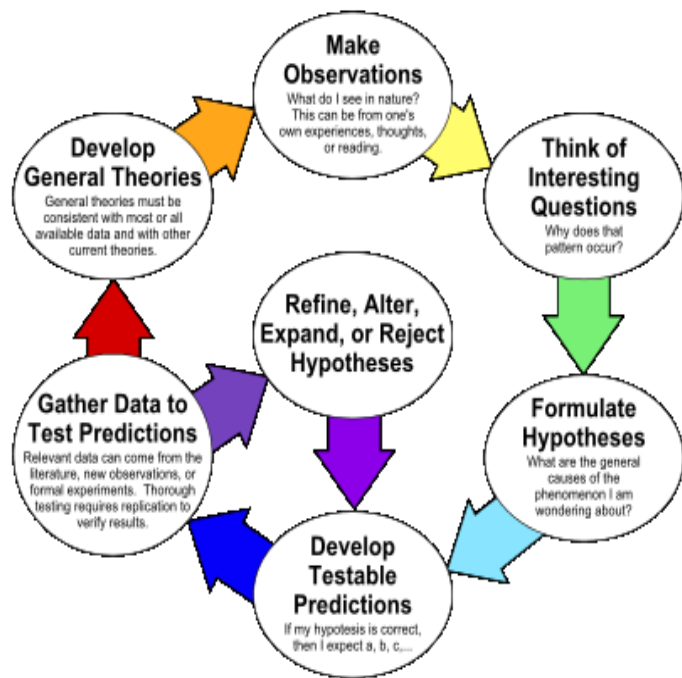 Make
Observations
What do I see in nature?
This can be from one's
own experiences, thoughts,
or reading.
Think of
Interesting
Questions
Why does that
pattern occur?
Formulate
Hypotheses
What are the general
causes of the
phenomenon I am
wondering about?
Develop
Testable
Predictions
If my hypotesis is correct,
then I expect a, b, c,...
Gather Data to
Test Predictions
Relevant data can come from the
literature, new observations, or
formal experiments. Thorough
testing requires replication to
verify results.
Refine, Alter,
Expand, or Reject
Hypotheses
Develop
General Theories
General theories must be
consistent with most or all
available data and with other
current theories.